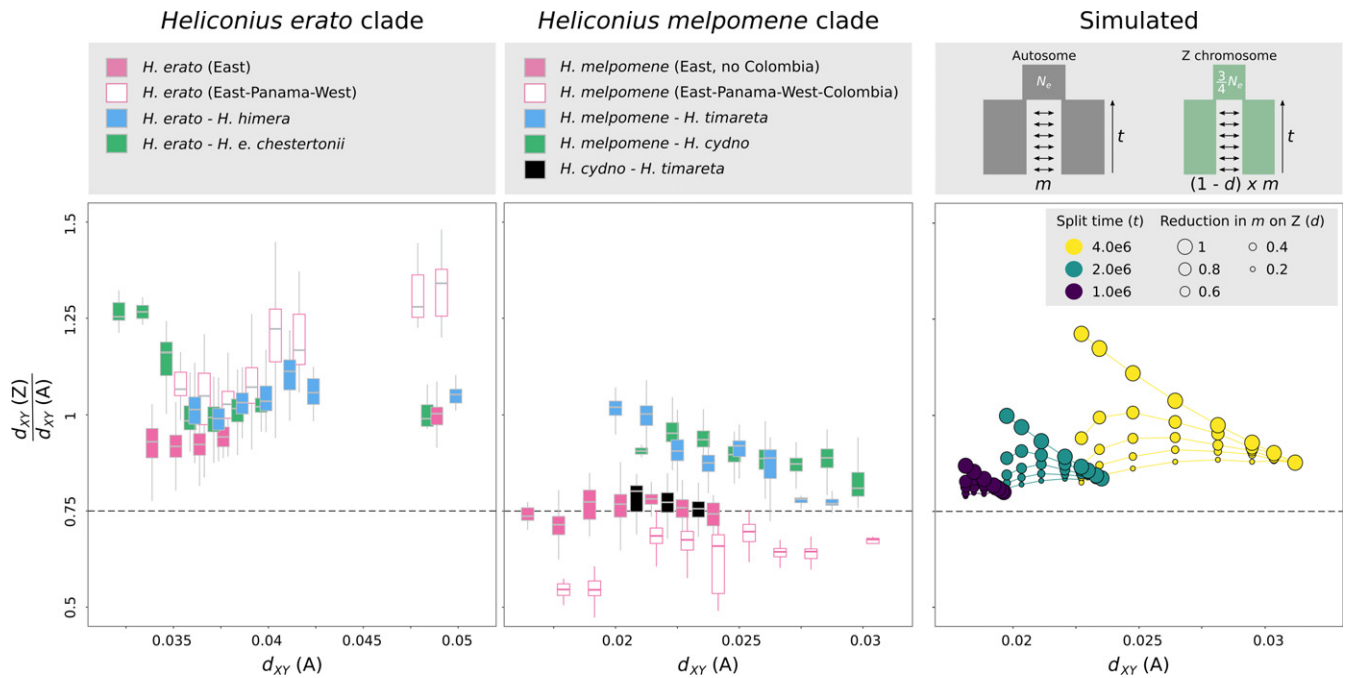 Heliconius erato clade
H. erato (East)
H. erato (East-Panama-West)
H. erato - H. himera
H. erato - H. e. chestertonii
Heliconius melpomene clade
H. melpomene (East, no Colombia)
H. melpomene (East-Panama-West-Colombia)
H. melpomene - H. timareta
H. melpomene - H. cydno
H. cydno - H. timareta
Simulated
Autosome
Z chromosome
Ne
3/4 Ne
t
t
m
(1 - d) x m
Split time (t)
4.0e6
2.0e6
1.0e6
Reduction in m on Z (d)
1
0.8
0.6
0.4
0.2
dXY (Z)
dXY (A)
1.5
1.25
1
0.75
0.5
0.035
0.04
0.045
0.05
dXY (A)
0.02
0.025
0.03
dXY (A)
0.02
0.025
0.03
dXY (A)